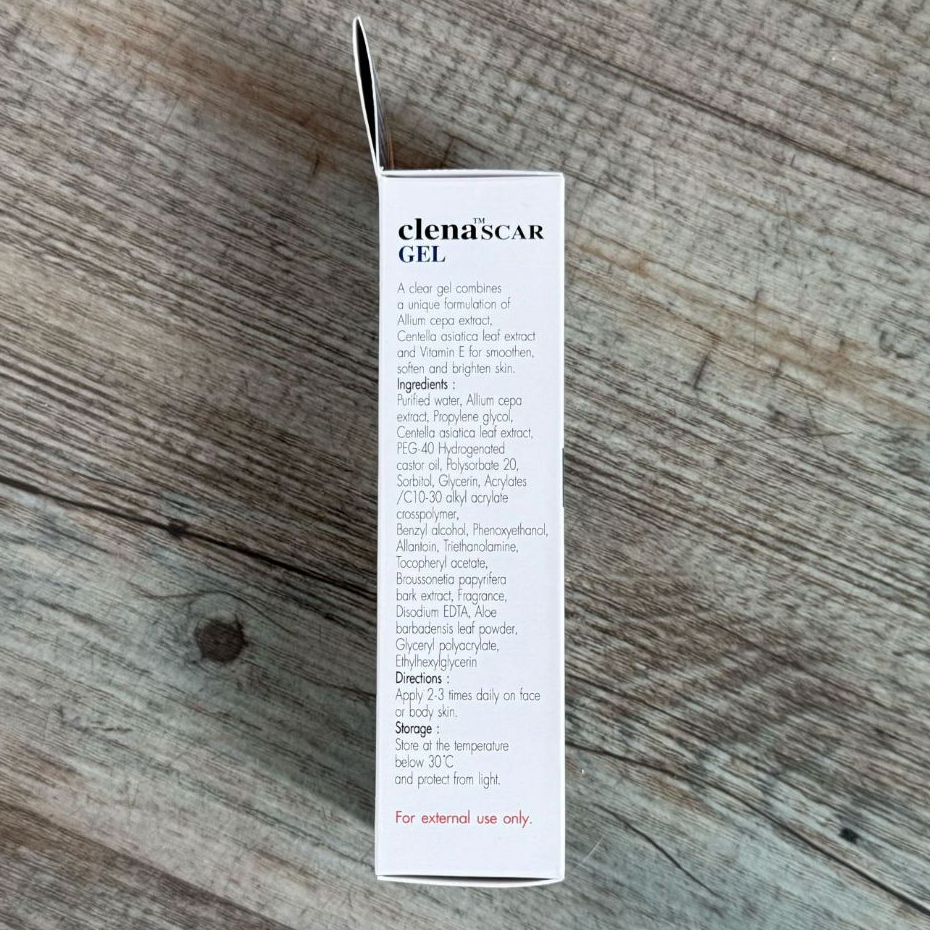 clena™SCAR
GEL
A clear gel combines
a unique formulation of
Allium cepa extract,
Centella asiatica leaf extract
and Vitamin E for smoothen,
soften and brighten skin.
Ingredients :
Purified water, Allium cepa
extract, Propylene glycol,
Centella asiatica leaf extract,
PEG-40 Hydrogenated
castor oil, Polysorbate 20,
Sorbitol, Glycerin, Acrylates
/C10-30 alkyl acrylate
crosspolymer,
Benzyl alcohol, Phenoxyethanol,
Allantoin, Triethanolamine,
Tocopheryl acetate,
Broussonetia papyrifera
bark extract, Fragrance,
Disodium EDTA, Aloe
barbadensis leaf powder,
Glyceryl polyacrylate,
Ethylhexylglycerin
Directions :
Apply 2-3 times daily on face
or body skin.
Storage :
Store at the temperature
below 30°C
and protect from light.
For external use only.